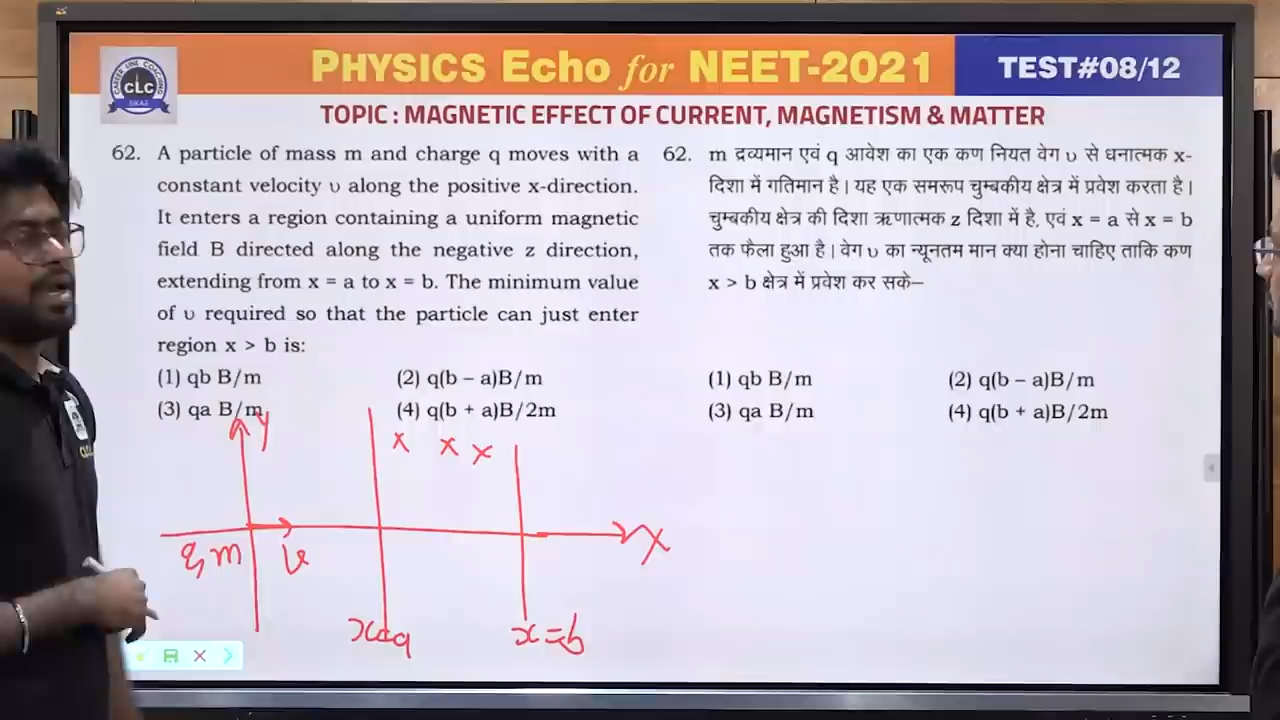 PHYSICS Echo for NEET-2021
TEST#08/12
CAREER LINE COACHING
CLC
SIKAR
TOPIC : MAGNETIC EFFECT OF CURRENT, MAGNETISM & MATTER
62. A particle of mass m and charge q moves with a
constant velocity υ along the positive x-direction.
It enters a region containing a uniform magnetic
field B directed along the negative z direction,
extending from x = a to x = b. The minimum value
of υ required so that the particle can just enter
region x > b is:
(1) qb B/m (2) q(b – a)B/m
(3) qa B/m (4) q(b + a)B/2m
62. m द्रव्यमान एवं q आवेश का एक कण नियत वेग υ से धनात्मक x-
दिशा में गतिमान है। यह एक समरूप चुम्बकीय क्षेत्र में प्रवेश करता है।
चुम्बकीय क्षेत्र की दिशा ऋणात्मक z दिशा में है, एवं x = a से x = b
तक फैला हुआ है। वेग υ का न्यूनतम मान क्या होना चाहिए ताकि कण
x > b क्षेत्र में प्रवेश कर सके–
(1) qb B/m (2) q(b – a)B/m
(3) qa B/m (4) q(b + a)B/2m
y
x x x
x
q, m v
x=a x=b